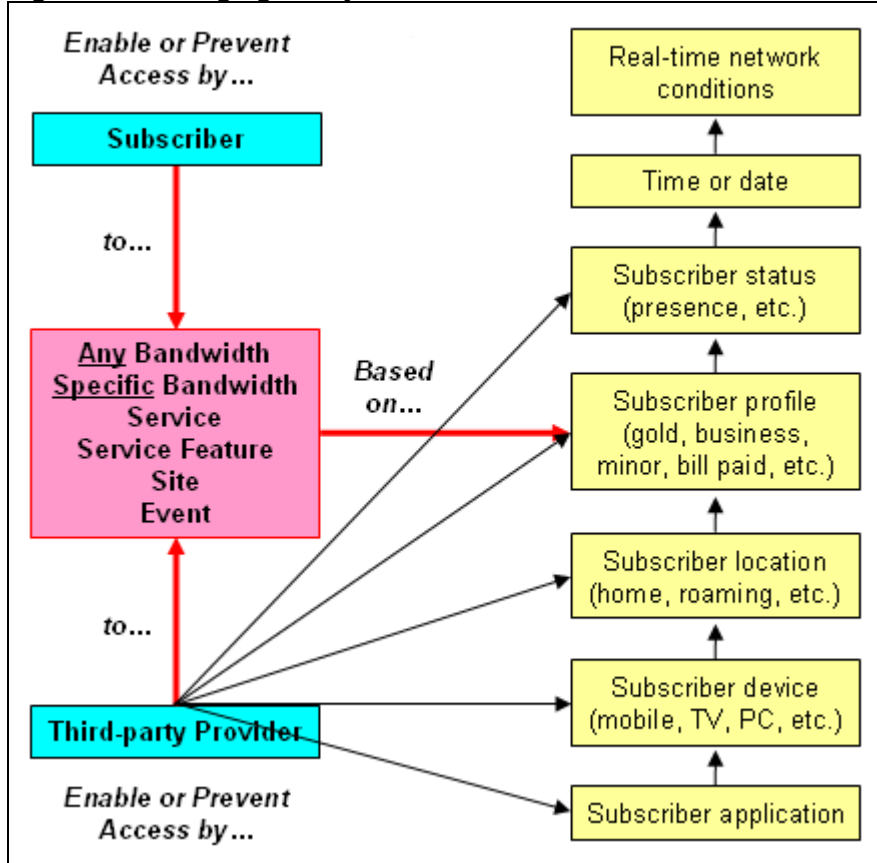 Enable or Prevent
Access by...
Subscriber
to...
Any Bandwidth
Specific Bandwidth
Service
Service Feature
Site
Event
to...
Third-party Provider
Enable or Prevent
Access by...
Based
on...
Real-time network
conditions
Time or date
Subscriber status
(presence, etc.)
Subscriber profile
(gold, business,
minor, bill paid, etc.)
Subscriber location
(home, roaming, etc.)
Subscriber device
(mobile, TV, PC, etc.)
Subscriber application